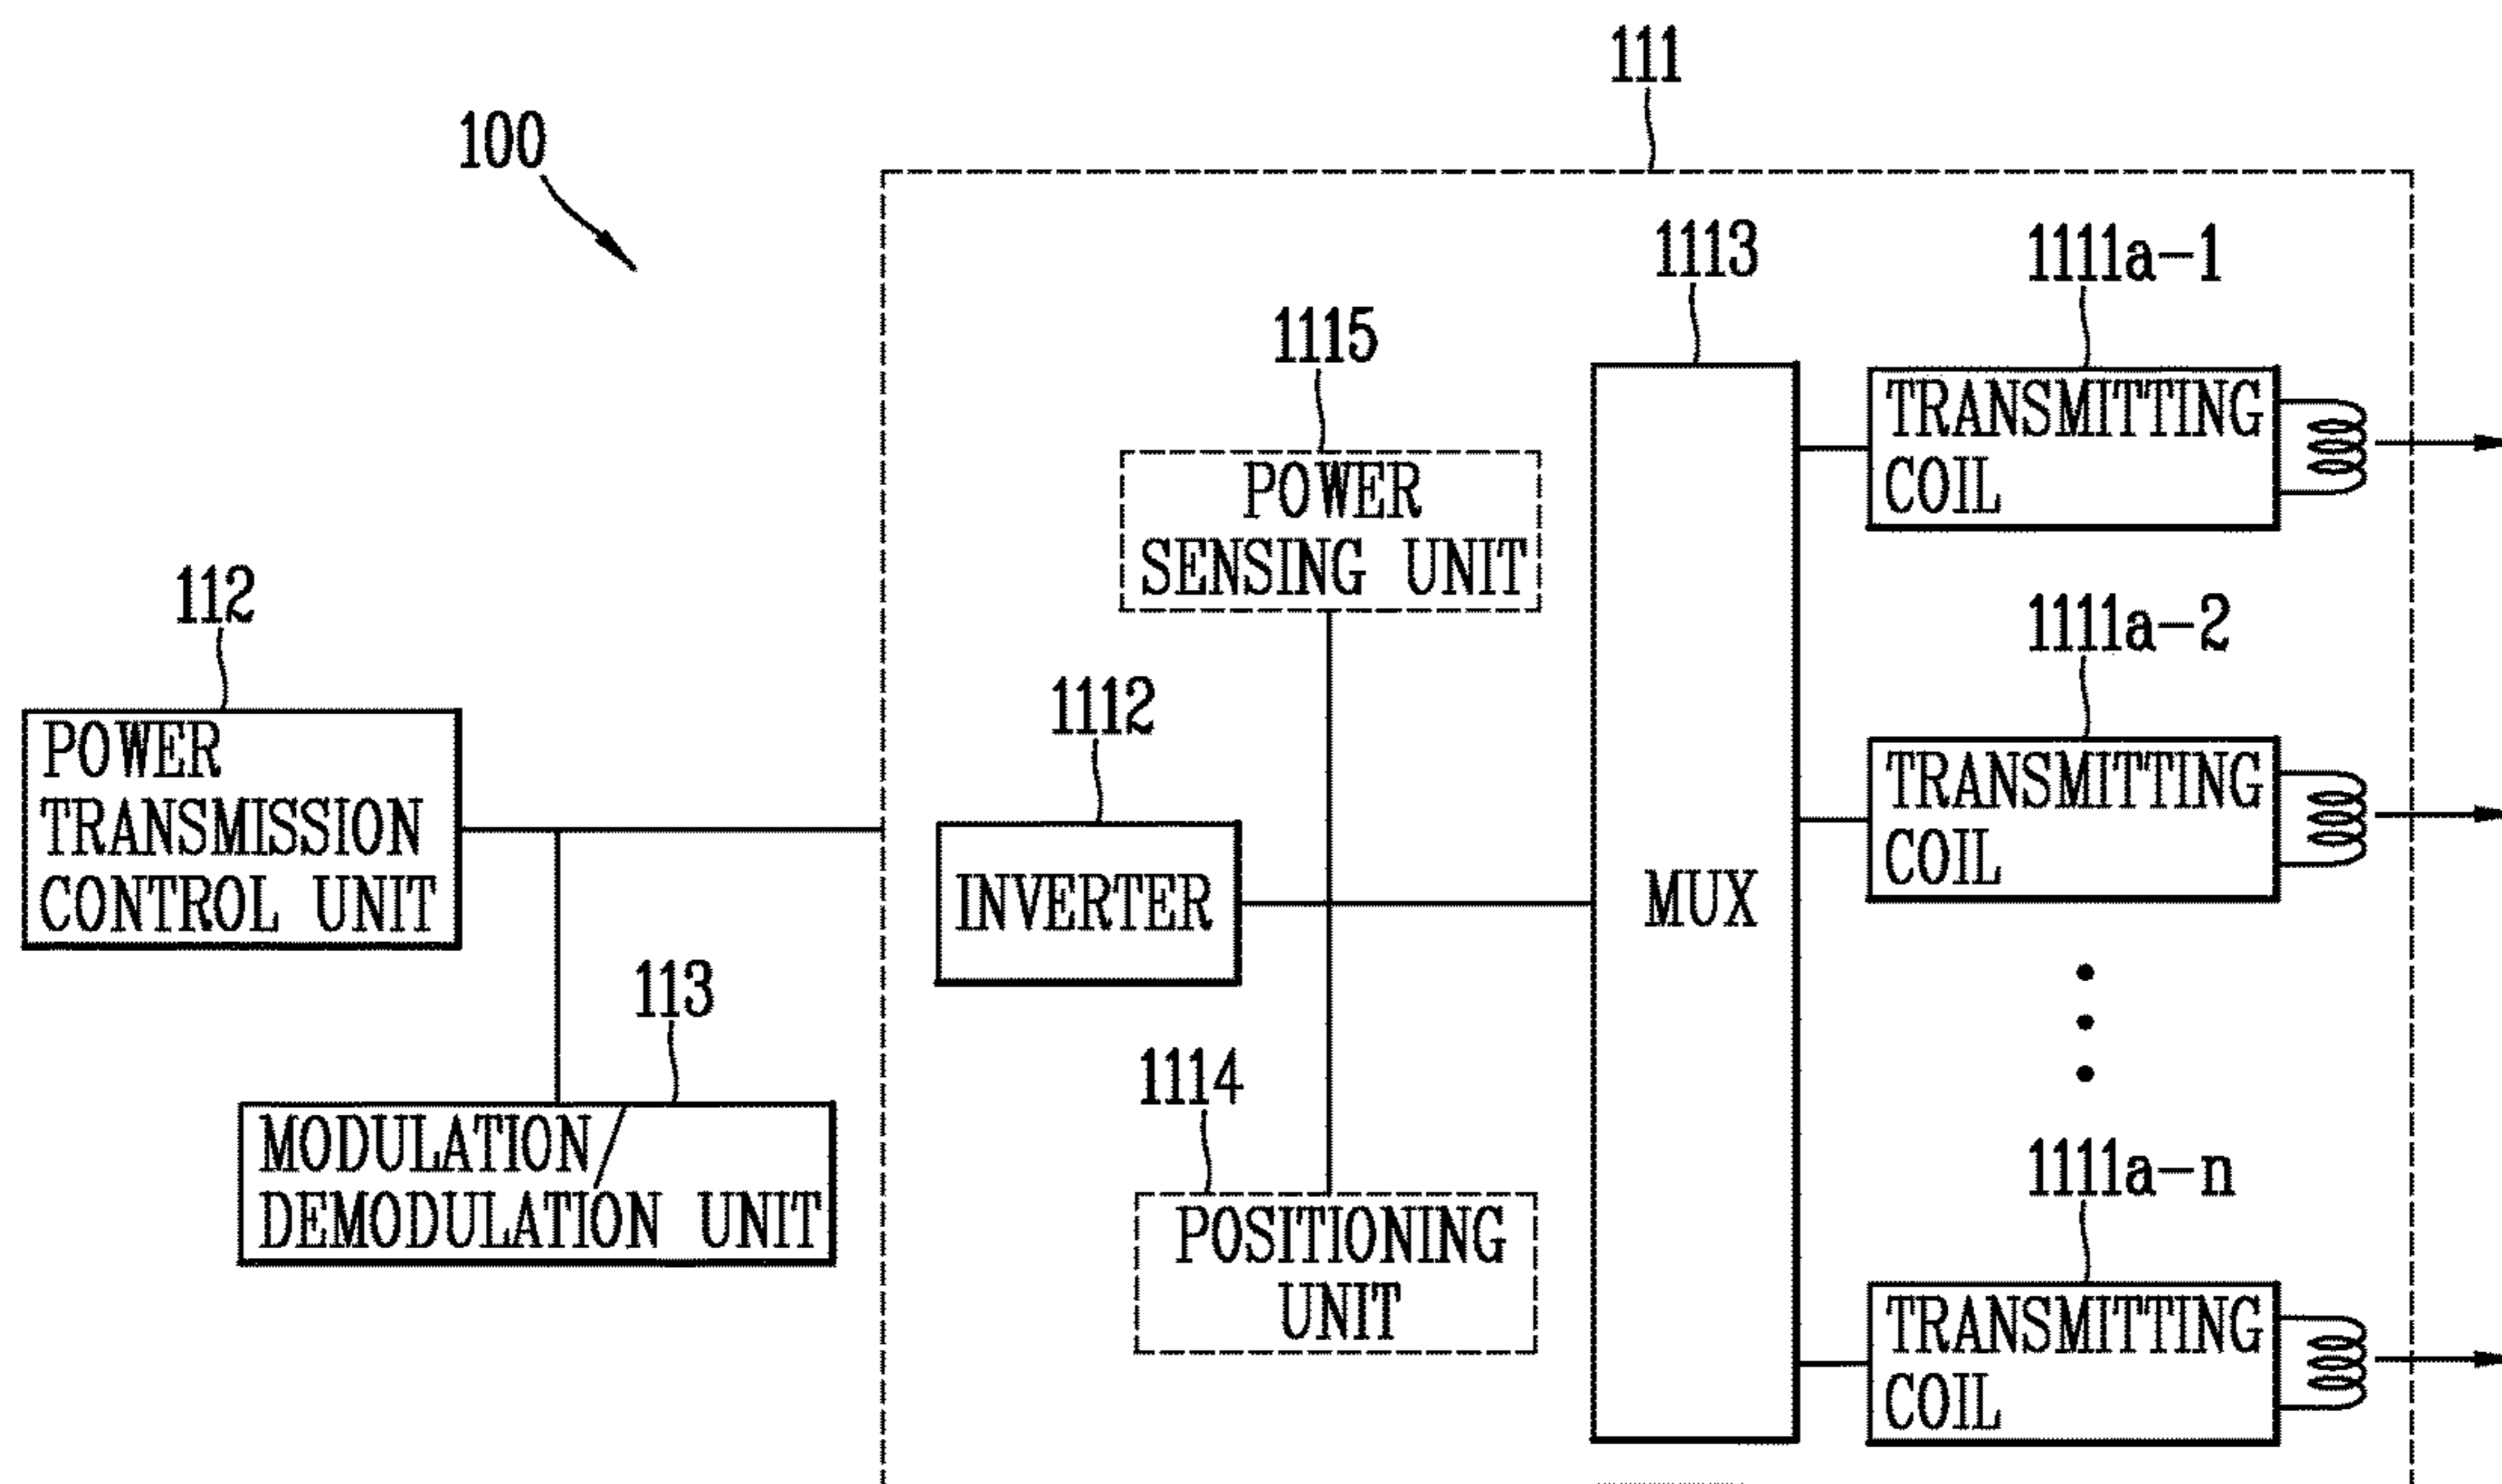 111
100
1113
1111a-1
1115
TRANSMITTING
COIL
POWER
SENSING UNIT
112
1111a-2
1112
POWER
TRANSMISSION
CONTROL UNIT
TRANSMITTING
COIL
INVERTER
MUX
113
1114
MODULATION/
DEMODULATION UNIT
1111a-n
POSITIONING
UNIT
TRANSMITTING
COIL